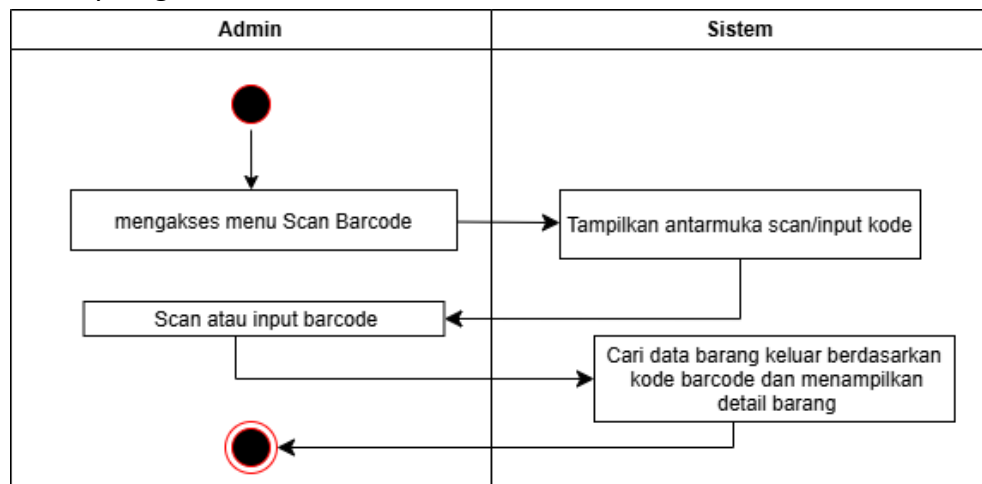 Admin
Sistem
mengakses menu Scan Barcode
Tampilkan antarmuka scan/input kode
Scan atau input barcode
Cari data barang keluar berdasarkan
kode barcode dan menampilkan
detail barang